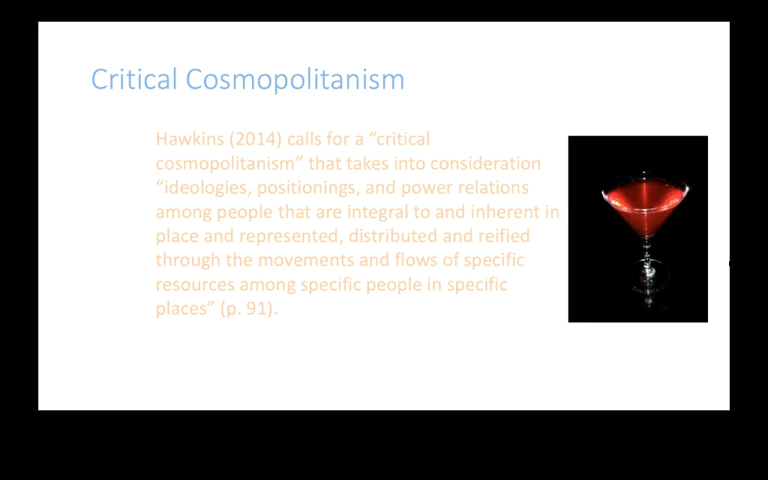 Critical Cosmopolitanism
Hawkins (2014) calls for a “critical
cosmopolitanism” that takes into consideration
“ideologies, positionings, and power relations
among people that are integral to and inherent in
place and represented, distributed and reified
through the movements and flows of specific
resources among specific people in specific
places” (p. 91).